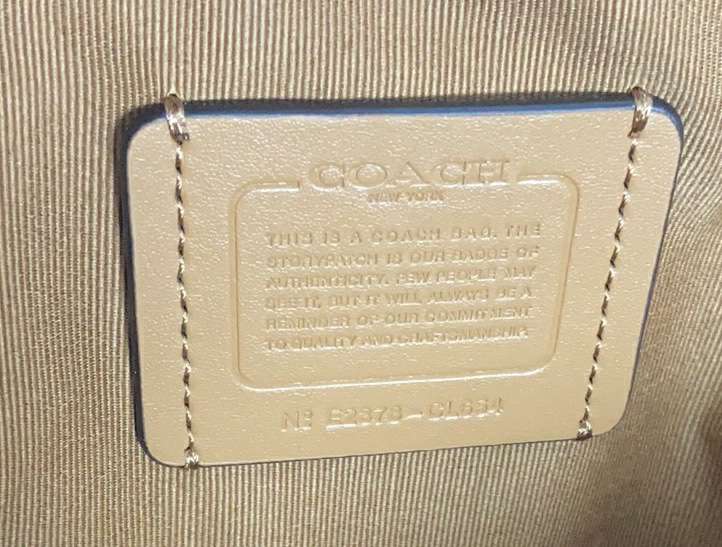 COACH
NEW YORK
THIS IS A COACH BAG. THE
STORYPATCH IS OUR BADGE OF
AUTHENTICITY. FEW PEOPLE MAY
SEE IT, BUT IT WILL ALWAYS BE A
REMINDER OF OUR COMMITMENT
TO QUALITY AND CRAFTSMANSHIP.
Nº